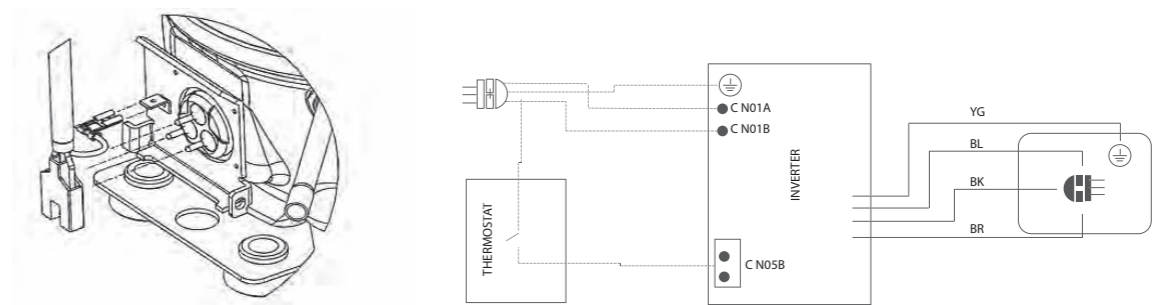 C N01A
C N01B
THERMOSTAT
C N05B
INVERTER
YG
BL
BK
BR